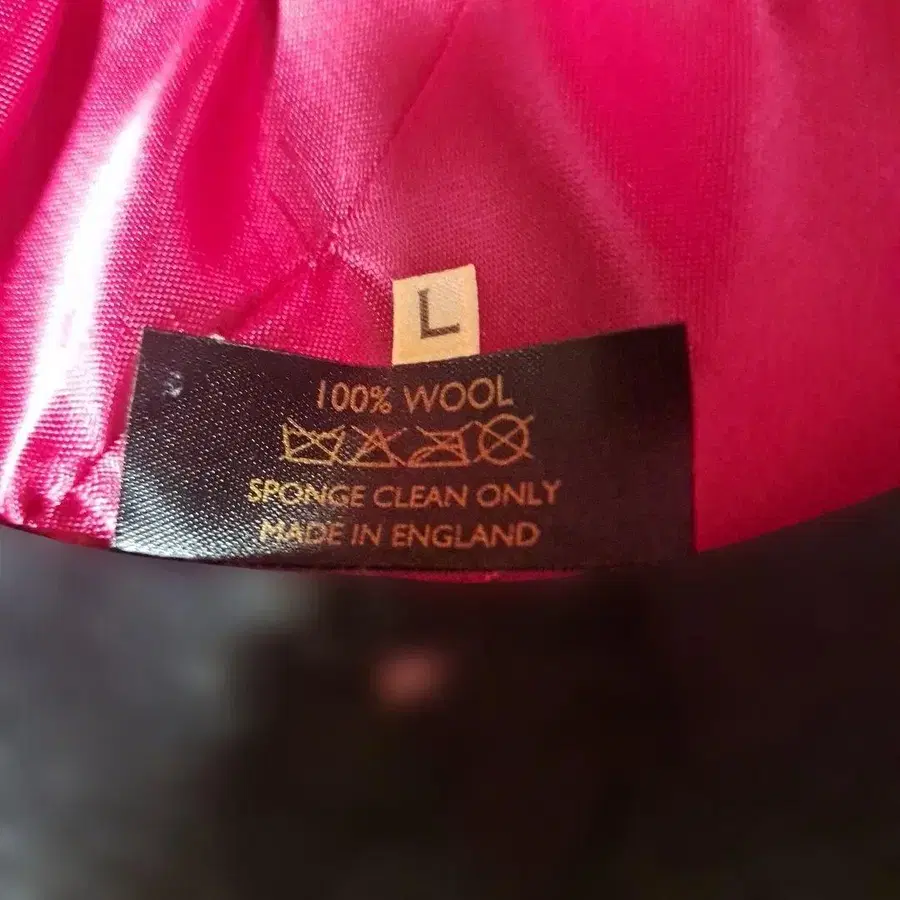 L
100% WOOL
SPONGE CLEAN ONLY
MADE IN ENGLAND